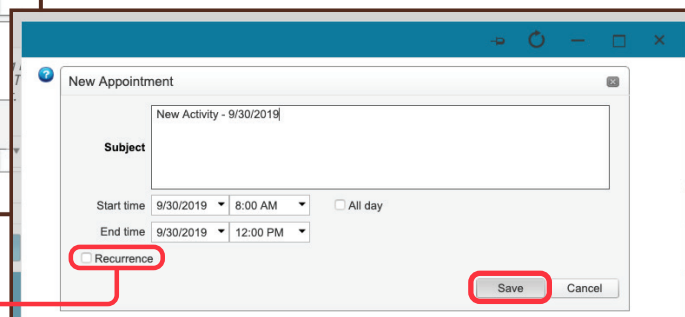 New Appointment
New Activity - 9/30/2019
Subject
Start time 9/30/2019 8:00 AM All day
End time 9/30/2019 12:00 PM
Recurrence
Save Cancel